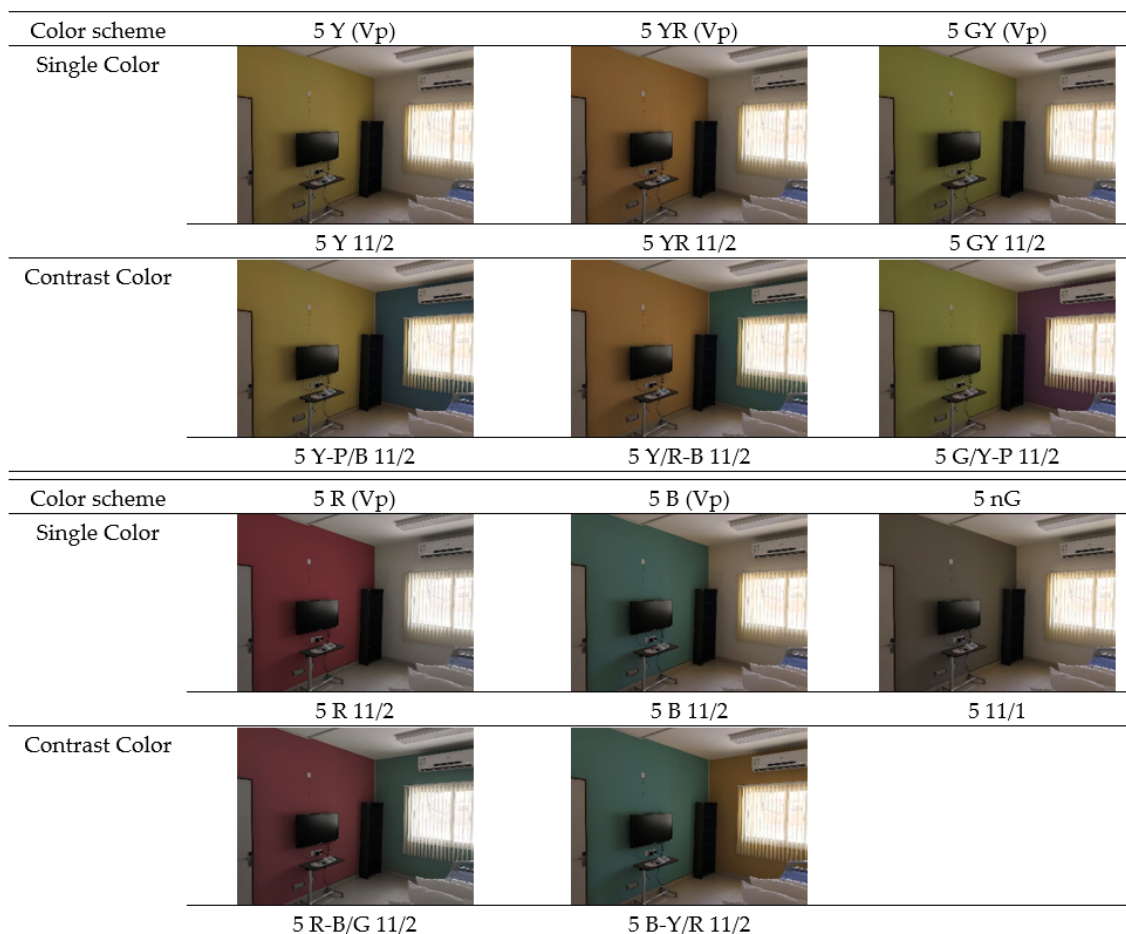 Color scheme 5 Y (Vp) 5 YR (Vp) 5 GY (Vp)
Single Color
5 Y 11/2 5 YR 11/2 5 GY 11/2
Contrast Color
5 Y-P/B 11/2 5 Y/R-B 11/2 5 G/Y-P 11/2
Color scheme 5 R (Vp) 5 B (Vp) 5 nG
Single Color
5 R 11/2 5 B 11/2 5 11/1
Contrast Color
5 R-B/G 11/2 5 B-Y/R 11/2